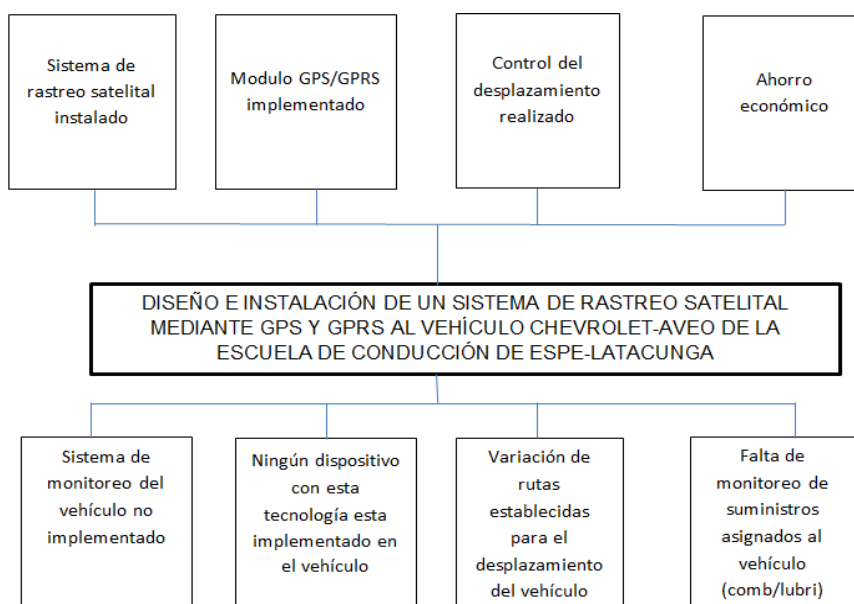 Sistema de
rastreo satelital
instalado
Modulo GPS/GPRS
implementado
Control del
desplazamiento
realizado
Ahorro
económico
DISEÑO E INSTALACIÓN DE UN SISTEMA DE RASTREO SATELITAL
MEDIANTE GPS Y GPRS AL VEHÍCULO CHEVROLET-AVEO DE LA
ESCUELA DE CONDUCCIÓN DE ESPE-LATACUNGA
Sistema de
monitoreo del
vehículo no
implementado
Ningún dispositivo
con esta
tecnología esta
implementado en
el vehículo
Variación de
rutas
establecidas
para el
desplazamiento
del vehículo
Falta de
monitoreo de
suministros
asignados al
vehículo
(comb/lubri)